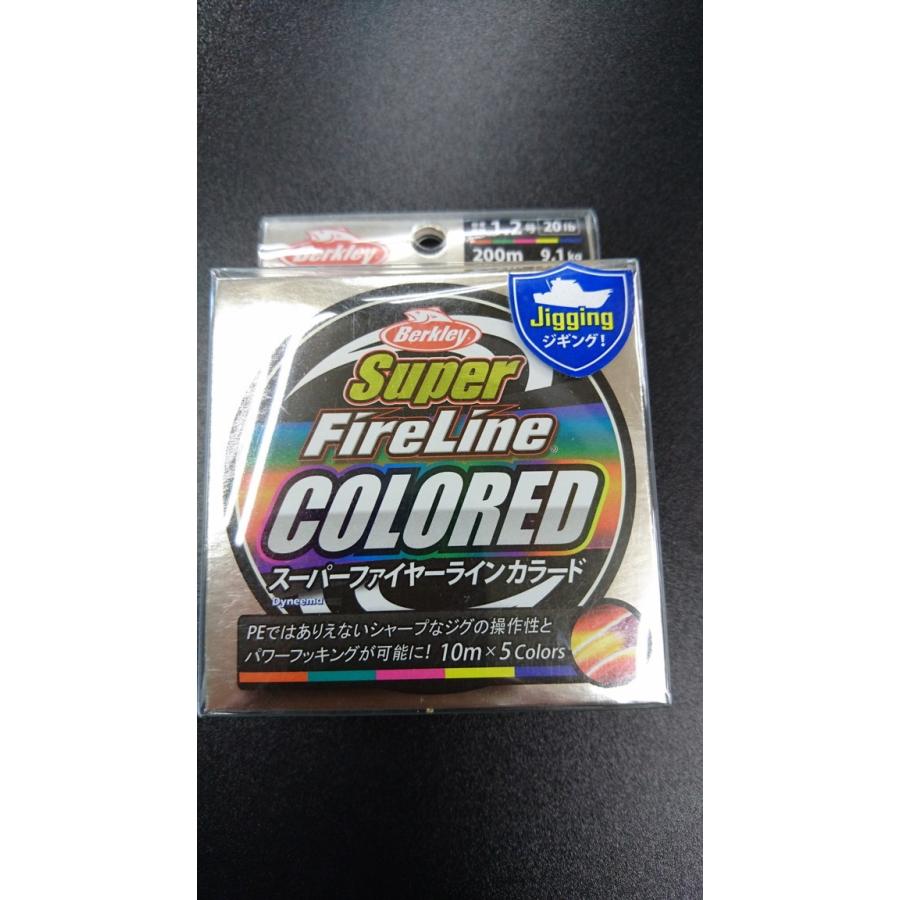 Berkley
1.2号 20lb
200m 9.1kg
Jigging
ジギング!
Berkley
Super
FireLine
COLORED
スーパーファイヤーラインカラード
Dyneema
PEではありえないシャープなジグの操作性と
パワーフッキングが可能に! 10m×5 Colors